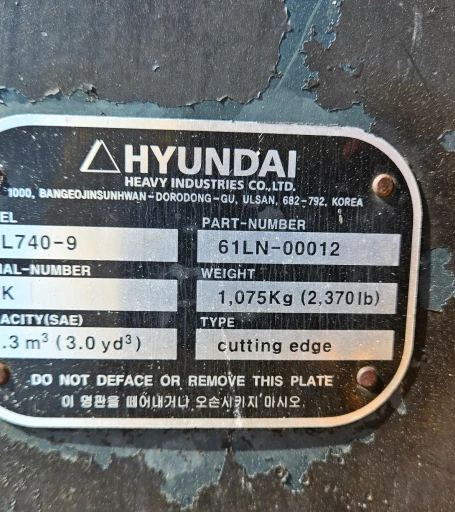 HYUNDAI
HEAVY INDUSTRIES CO.,LTD.
1000, BANGEOJINSUNHWAN-DORODONG-GU, ULSAN, 682-792, KOREA
EL PART-NUMBER
L740-9 61LN-00012
IAL-NUMBER WEIGHT
K 1,075Kg (2,370lb)
ACITY(SAE) TYPE
.3 m³ (3.0 yd³) cutting edge
DO NOT DEFACE OR REMOVE THIS PLATE
이 명판을 떼어내거나 오손시키지 마시오.